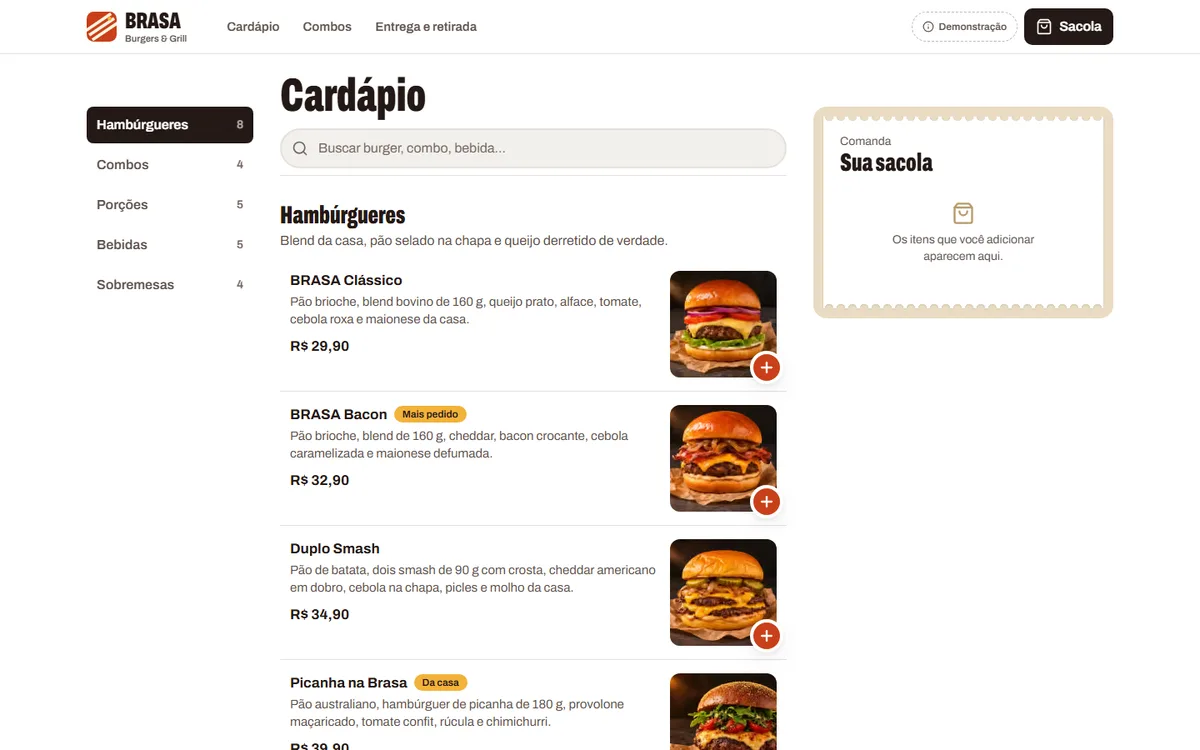 BRASA
Burgers & Grill
Cardápio
Combos
Entrega e retirada
Demonstração
Sacola
Hambúrgueres 8
Combos 4
Porções 5
Bebidas 5
Sobremesas 4
Cardápio
Buscar burger, combo, bebida...
Hambúrgueres
Blend da casa, pão selado na chapa e queijo derretido de verdade.
BRASA Clássico
Pão brioche, blend bovino de 160 g, queijo prato, alface, tomate,
cebola roxa e maionese da casa.
R$ 29,90
BRASA Bacon Mais pedido
Pão brioche, blend de 160 g, cheddar, bacon crocante, cebola
caramelizada e maionese defumada.
R$ 32,90
Duplo Smash
Pão de batata, dois smash de 90 g com crosta, cheddar americano
em dobro, cebola na chapa, picles e molho da casa.
R$ 34,90
Picanha na Brasa Da casa
Pão australiano, hambúrguer de picanha de 180 g, provolone
maçaricado, tomate confit, rúcula e chimichurri.
R$ 39,90
Comanda
Sua sacola
Os itens que você adicionar
aparecem aqui.